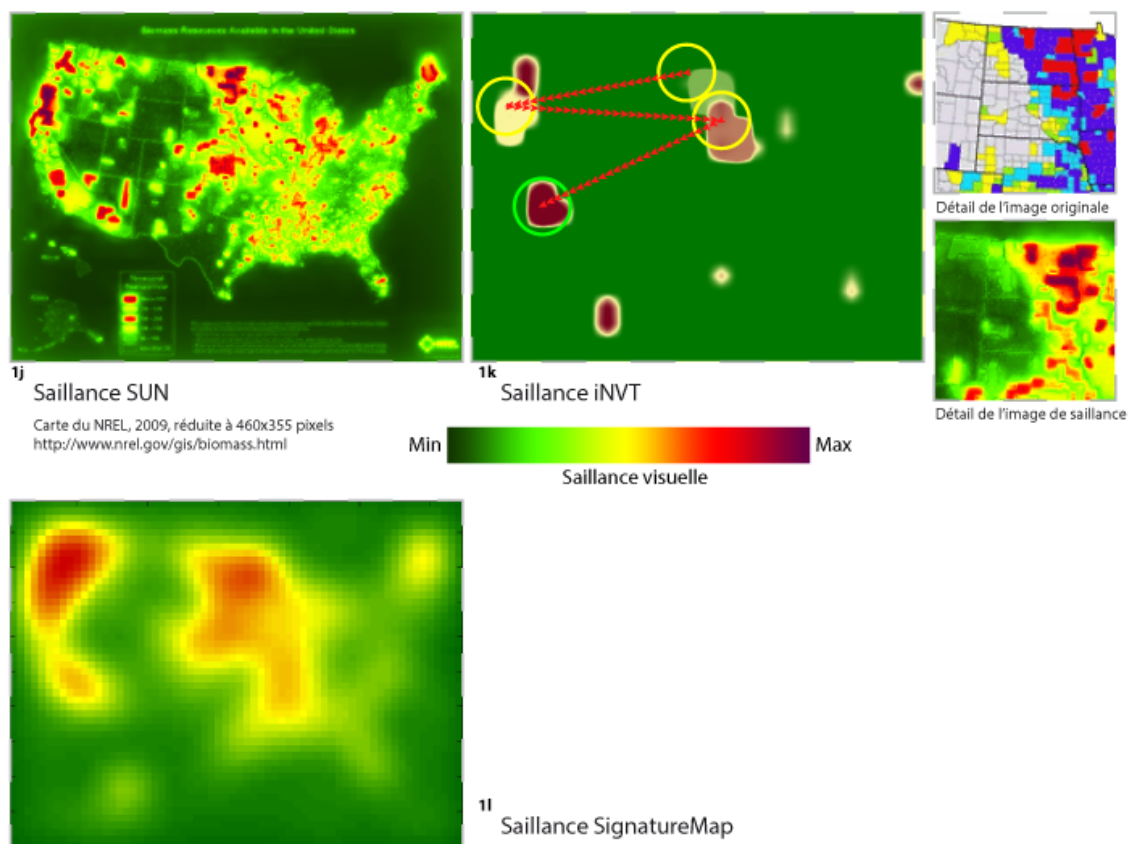 Biomass Resources Available in the United States
Détail de l'image originale
1j
Saillance SUN
1k
Saillance iNVT
Carte du NREL, 2009, réduite à 460x355 pixels
http://www.nrel.gov/gis/biomass.html
Détail de l'image de saillance
Min
Max
Saillance visuelle
1l
Saillance SignatureMap